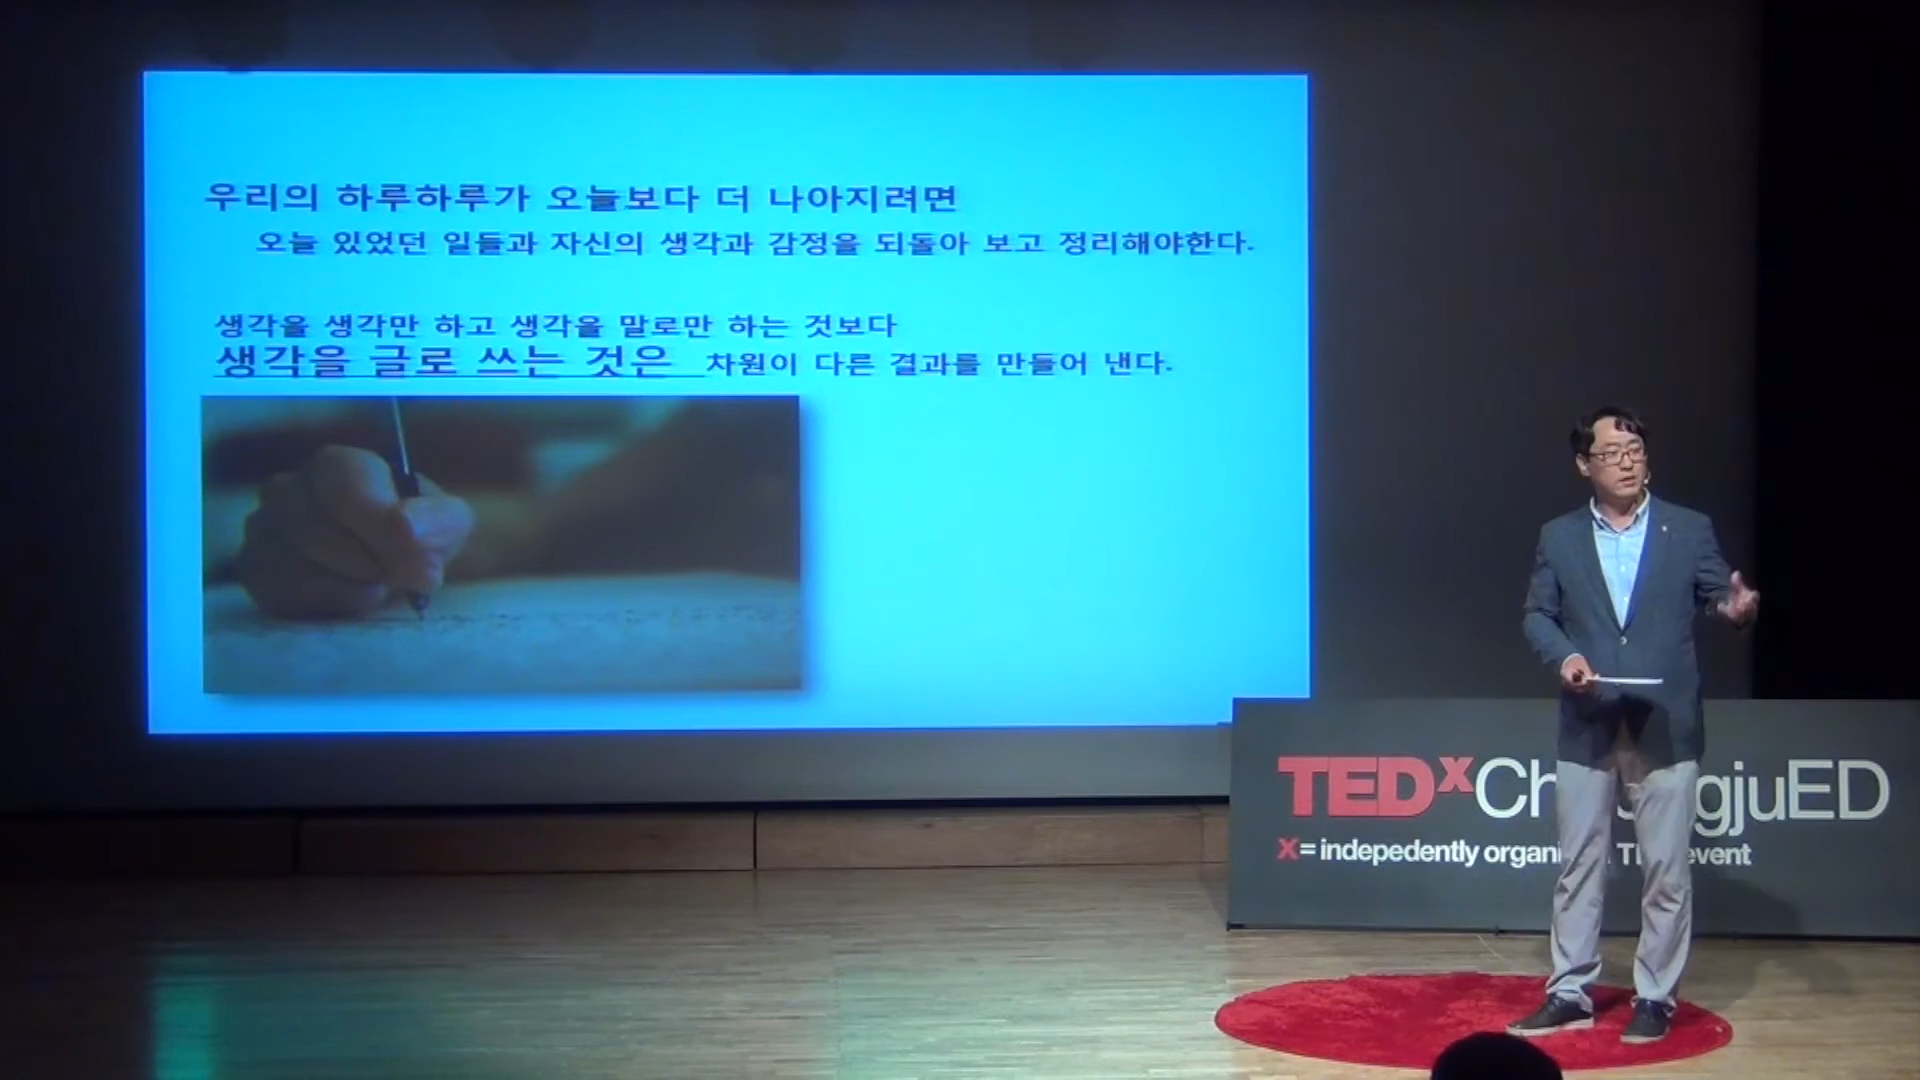 우리의 하루하루가 오늘보다 더 나아지려면
오늘 있었던 일들과 자신의 생각과 감정을 되돌아 보고 정리해야한다.
생각을 생각만 하고 생각을 말로만 하는 것보다
생각을 글로 쓰는 것은 차원이 다른 결과를 만들어 낸다.
TEDxCh gjuED
X = indepedently organi event